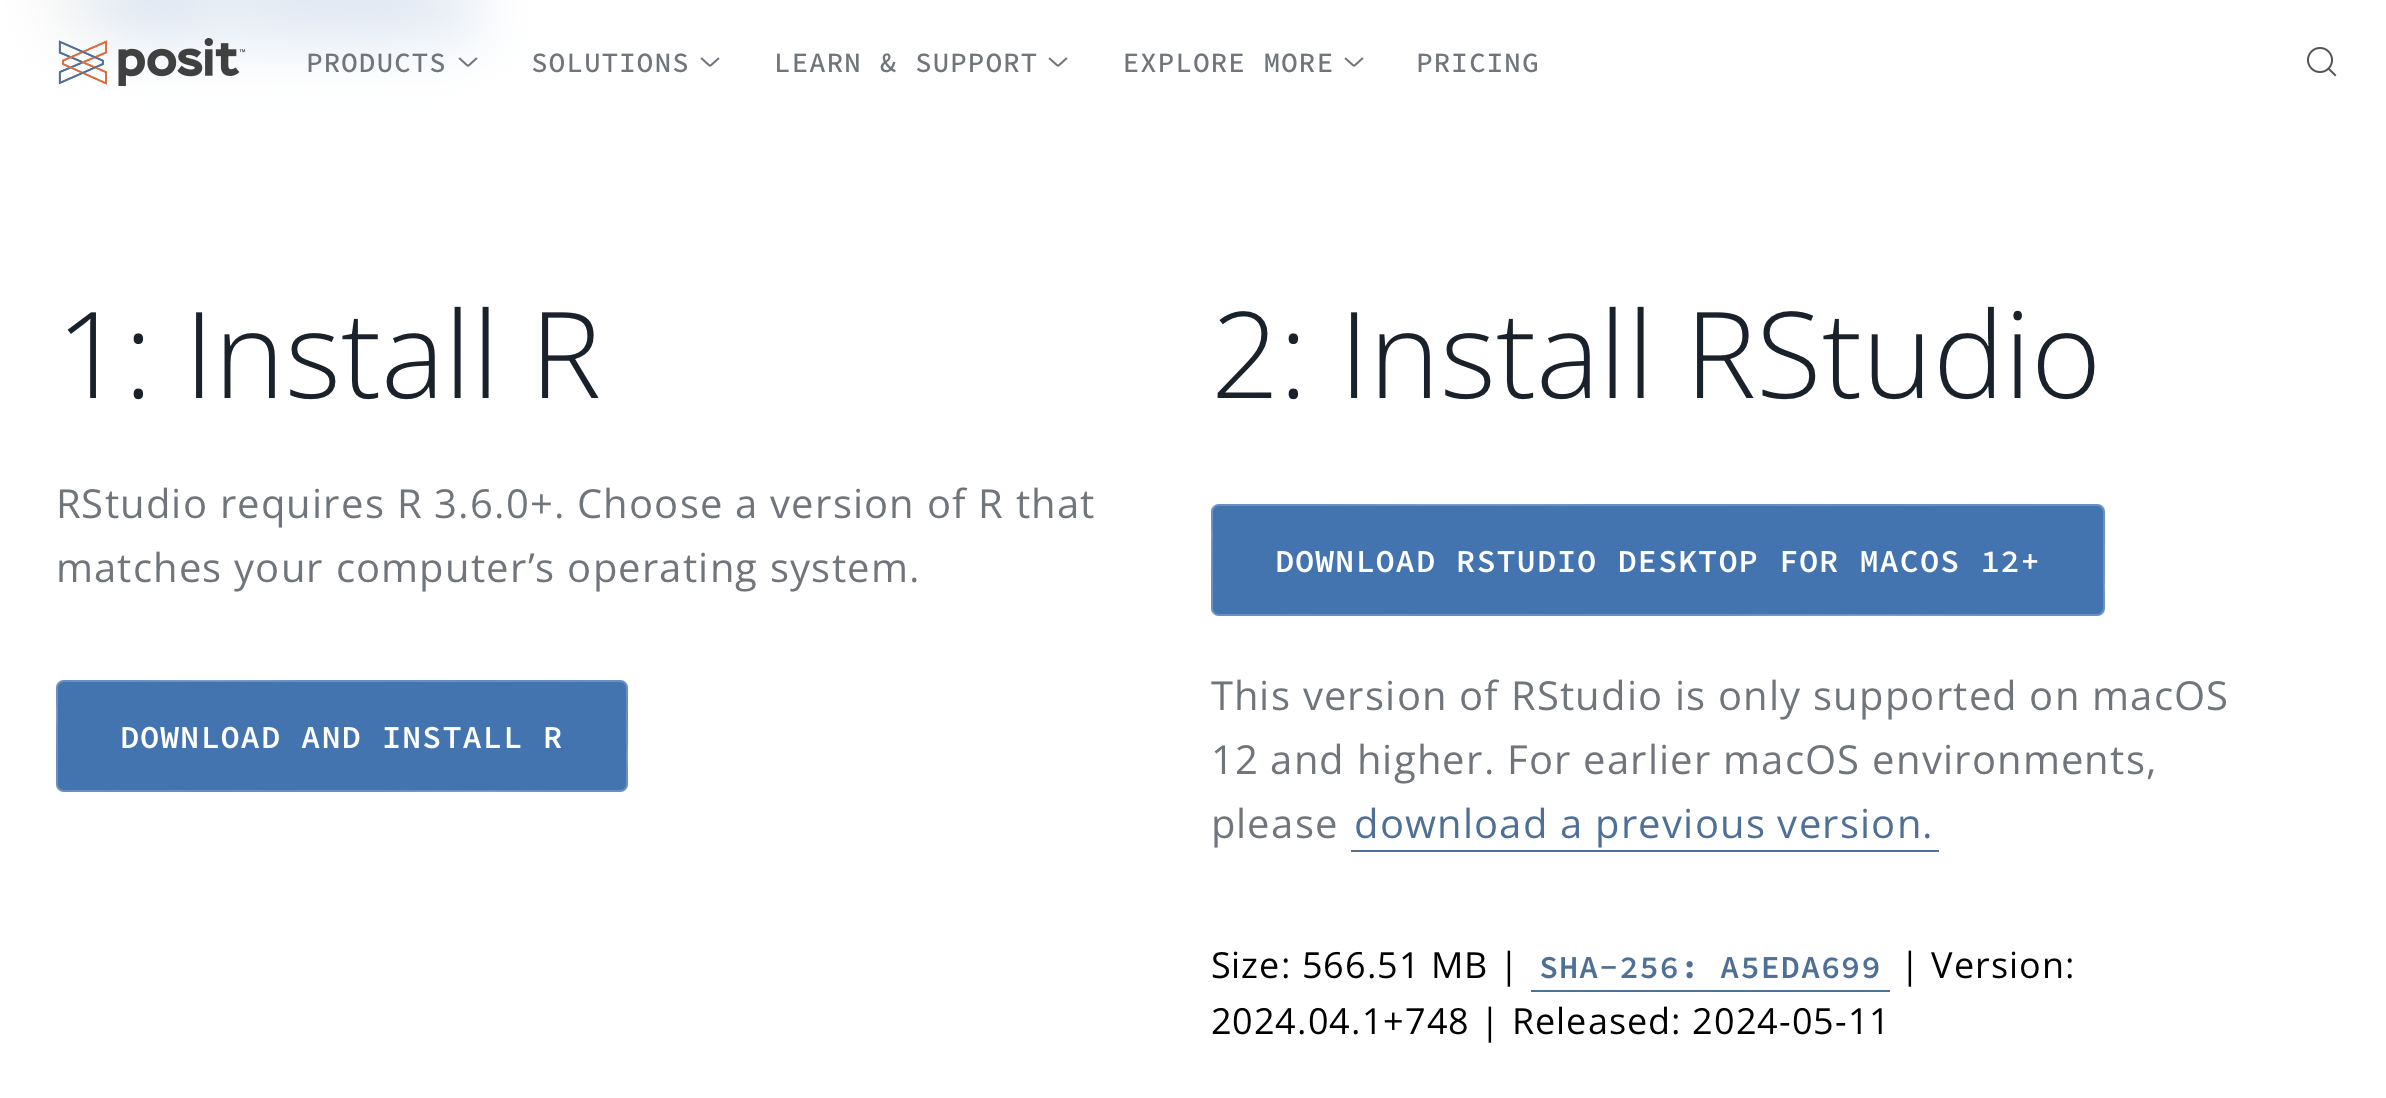 posit™ PRODUCTS SOLUTIONS LEARN & SUPPORT EXPLORE MORE PRICING
1: Install R
RStudio requires R 3.6.0+. Choose a version of R that
matches your computer’s operating system.
DOWNLOAD AND INSTALL R
2: Install RStudio
DOWNLOAD RSTUDIO DESKTOP FOR MACOS 12+
This version of RStudio is only supported on macOS
12 and higher. For earlier macOS environments,
please download a previous version.
Size: 566.51 MB | SHA-256: A5EDA699 | Version:
2024.04.1+748 | Released: 2024-05-11